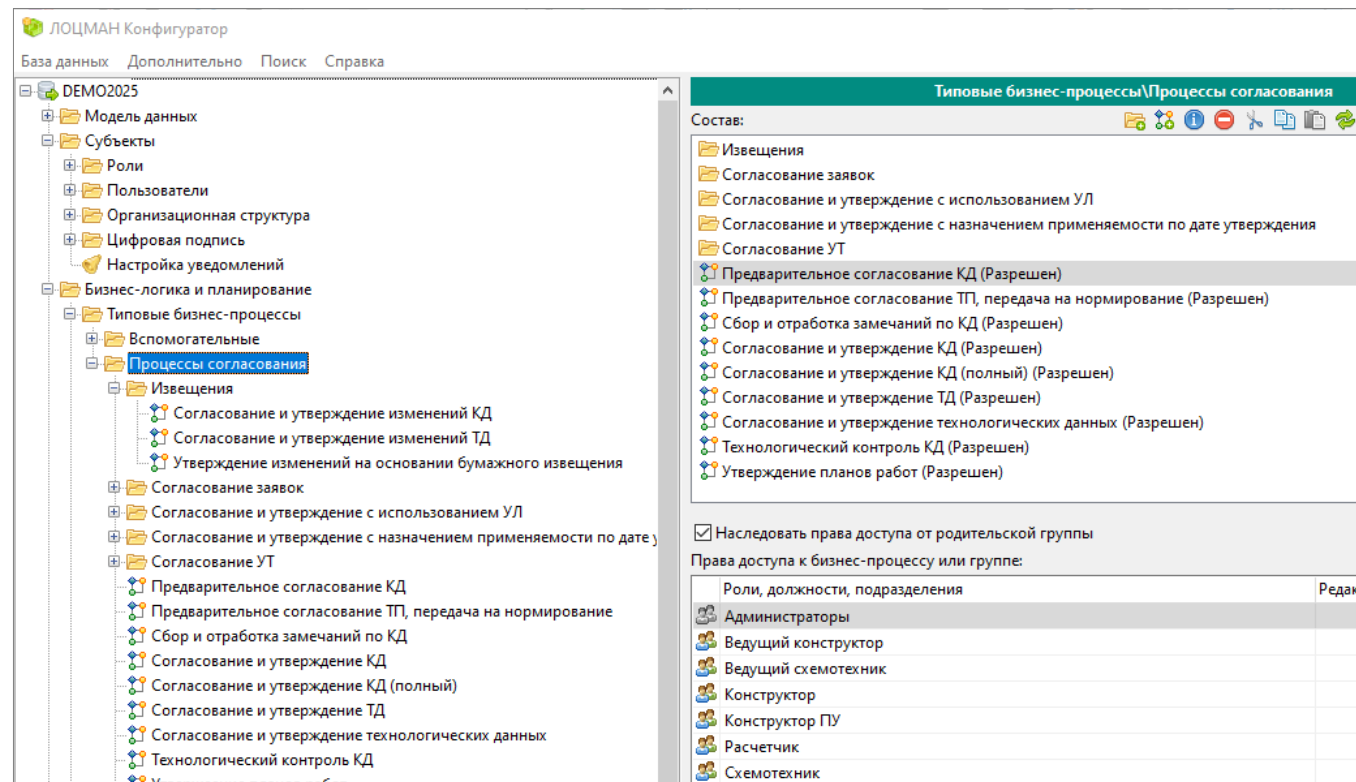 ЛОЦМАН Конфигуратор
База данных Дополнительно Поиск Справка
DEMO2025
Модель данных
Субъекты
Роли
Пользователи
Организационная структура
Цифровая подпись
Настройка уведомлений
Бизнес-логика и планирование
Типовые бизнес-процессы
Вспомогательные
Процессы согласования
Извещения
Согласование и утверждение изменений КД
Согласование и утверждение изменений ТД
Утверждение изменений на основании бумажного извещения
Согласование заявок
Согласование и утверждение с использованием УЛ
Согласование и утверждение с назначением применяемости по дате
Согласование УТ
Предварительное согласование КД
Предварительное согласование ТП, передача на нормирование
Сбор и отработка замечаний по КД
Согласование и утверждение КД
Согласование и утверждение КД (полный)
Согласование и утверждение ТД
Согласование и утверждение технологических данных
Технологический контроль КД
Типовые бизнес-процессы\Процессы согласования
Состав:
Извещения
Согласование заявок
Согласование и утверждение с использованием УЛ
Согласование и утверждение с назначением применяемости по дате утверждения
Согласование УТ
Предварительное согласование КД (Разрешен)
Предварительное согласование ТП, передача на нормирование (Разрешен)
Сбор и отработка замечаний по КД (Разрешен)
Согласование и утверждение КД (Разрешен)
Согласование и утверждение КД (полный) (Разрешен)
Согласование и утверждение ТД (Разрешен)
Согласование и утверждение технологических данных (Разрешен)
Технологический контроль КД (Разрешен)
Утверждение планов работ (Разрешен)
Наследовать права доступа от родительской группы
Права доступа к бизнес-процессу или группе:
Роли, должности, подразделения Редак
Администраторы
Ведущий конструктор
Ведущий схемотехник
Конструктор
Конструктор ПУ
Расчетчик
Схемотехник